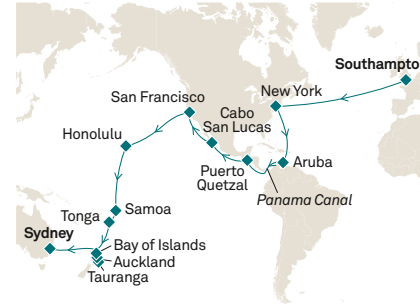 Southampto
New York
San Francisco
Cabo
San Lucas
Honolulu
Puerto
Quetzal
Aruba
Panama Canal
Samoa
Tonga
Sydney
Bay of Islands
Auckland
Tauranga